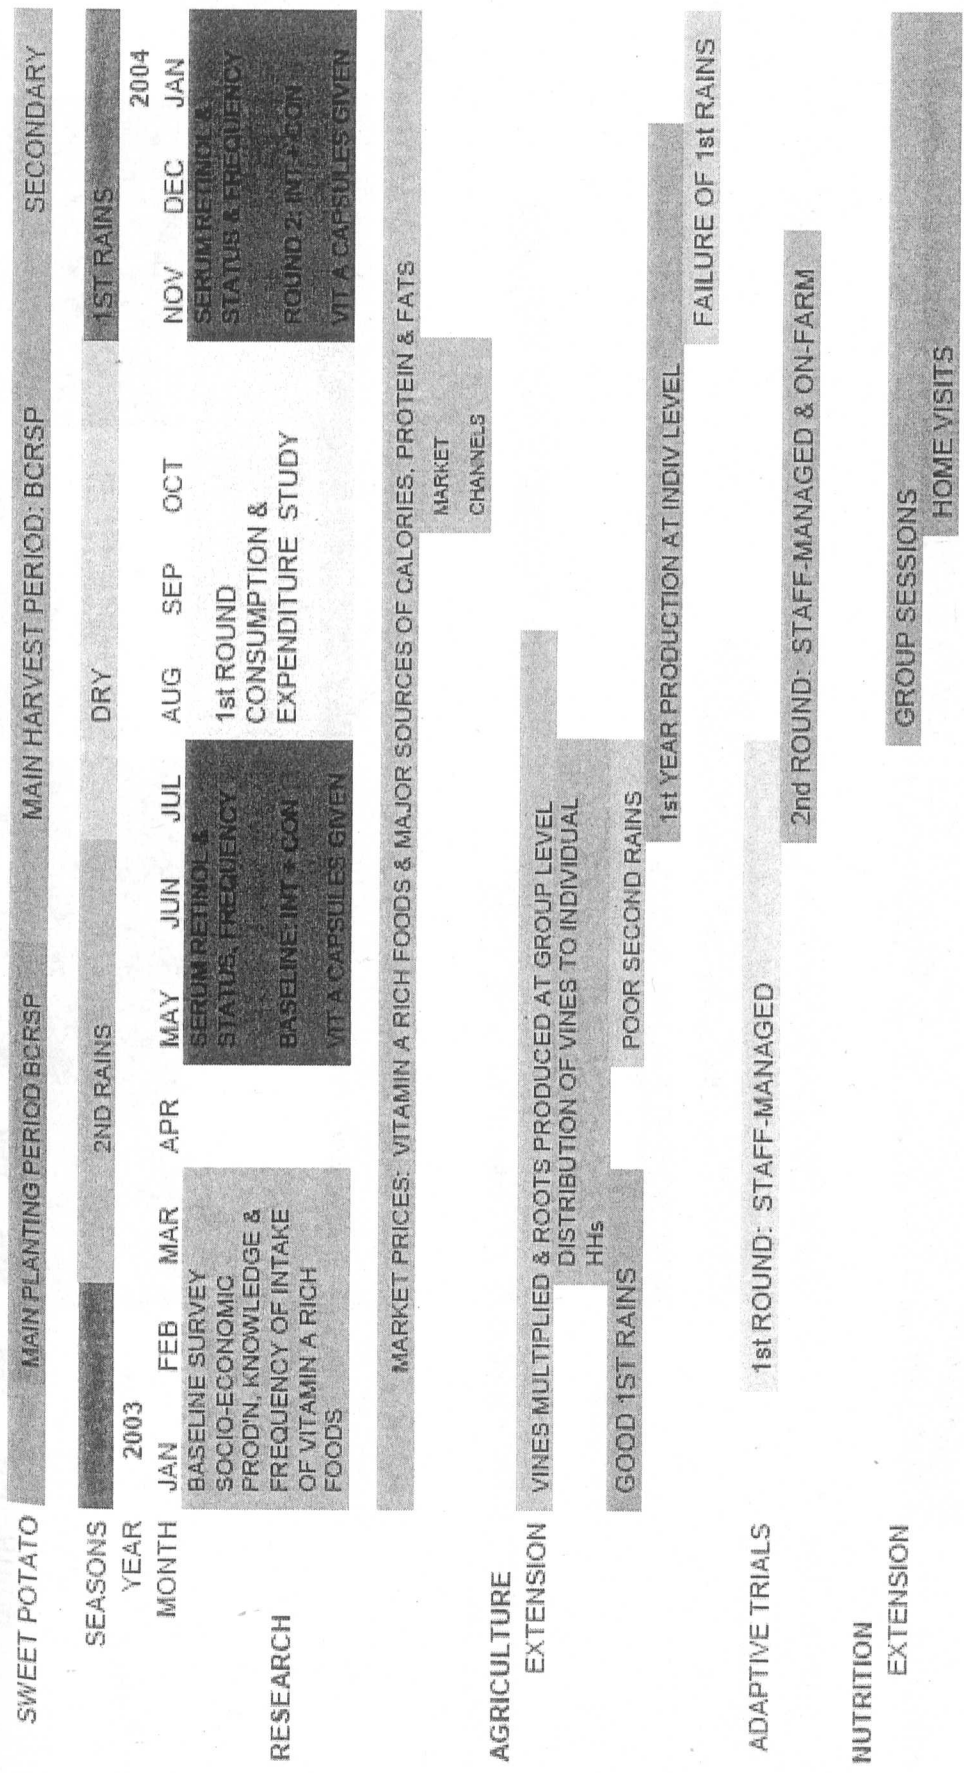 SWEET POTATO MAIN PLANTING PERIOD BCRSP MAIN HARVEST PERIOD: BCRSP SECONDARY
SEASONS 2ND RAINS DRY 1ST RAINS
YEAR 2003 2004
MONTH JAN FEB MAR APR MAY JUN JUL AUG SEP OCT NOV DEC JAN
RESEARCH
BASELINE SURVEY
SOCIO-ECONOMIC
PROD'N, KNOWLEDGE &
FREQUENCY OF INTAKE
OF VITAMIN A RICH
FOODS
SERUM RETINOL &
STATUS, FREQUENCY
BASELINE: INT + CON
VIT A CAPSULES GIVEN
1st ROUND
CONSUMPTION &
EXPENDITURE STUDY
SERUM RETINOL &
STATUS & FREQUENCY
ROUND 2: INT + CON
VIT A CAPSULES GIVEN
MARKET PRICES: VITAMIN A RICH FOODS & MAJOR SOURCES OF CALORIES, PROTEIN & FATS
MARKET
CHANNELS
AGRICULTURE
EXTENSION
VINES MULTIPLIED & ROOTS PRODUCED AT GROUP LEVEL
DISTRIBUTION OF VINES TO INDIVIDUAL
HHs
GOOD 1ST RAINS
POOR SECOND RAINS
1st YEAR PRODUCTION AT INDIV LEVEL
FAILURE OF 1st RAINS
ADAPTIVE TRIALS
1st ROUND: STAFF-MANAGED
2nd ROUND: STAFF-MANAGED & ON-FARM
NUTRITION
EXTENSION
GROUP SESSIONS
HOME VISITS